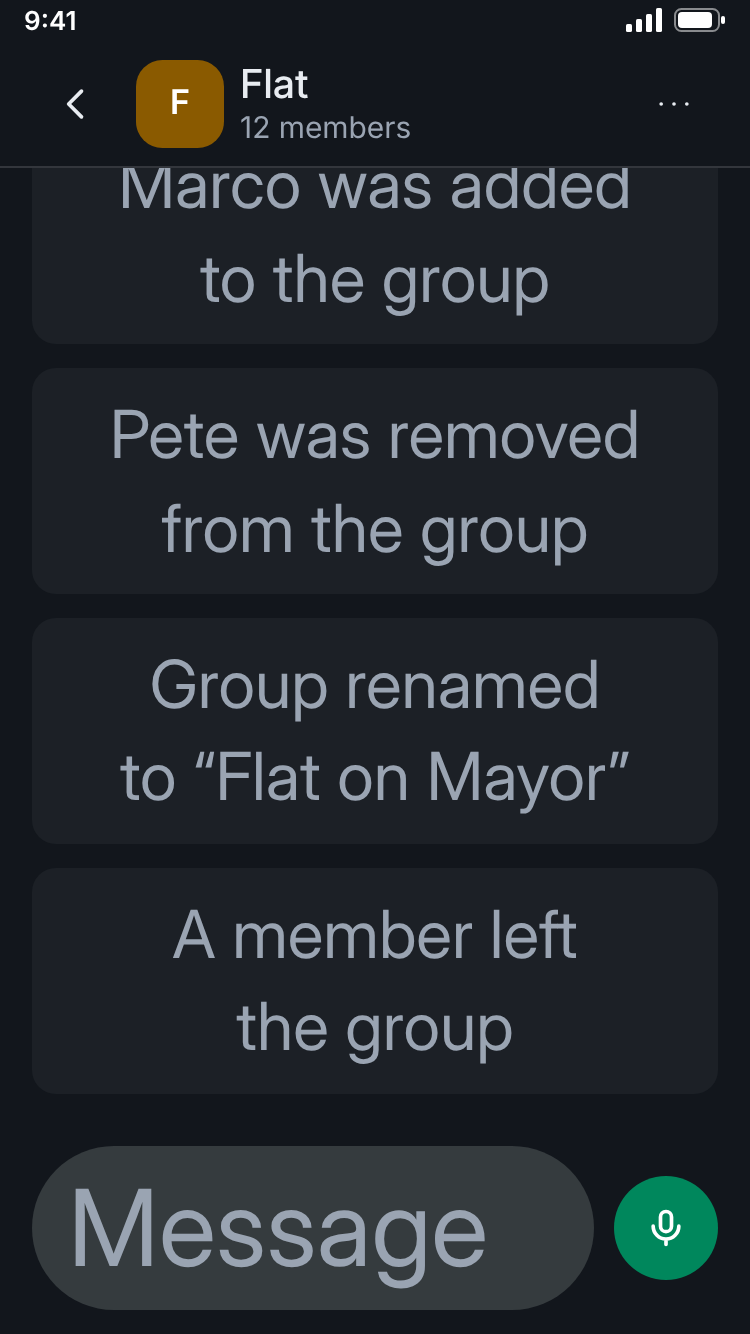 9:41
F
Flat
12 members
...
Marco was added
to the group
Pete was removed
from the group
Group renamed
to “Flat on Mayor”
A member left
the group
Message